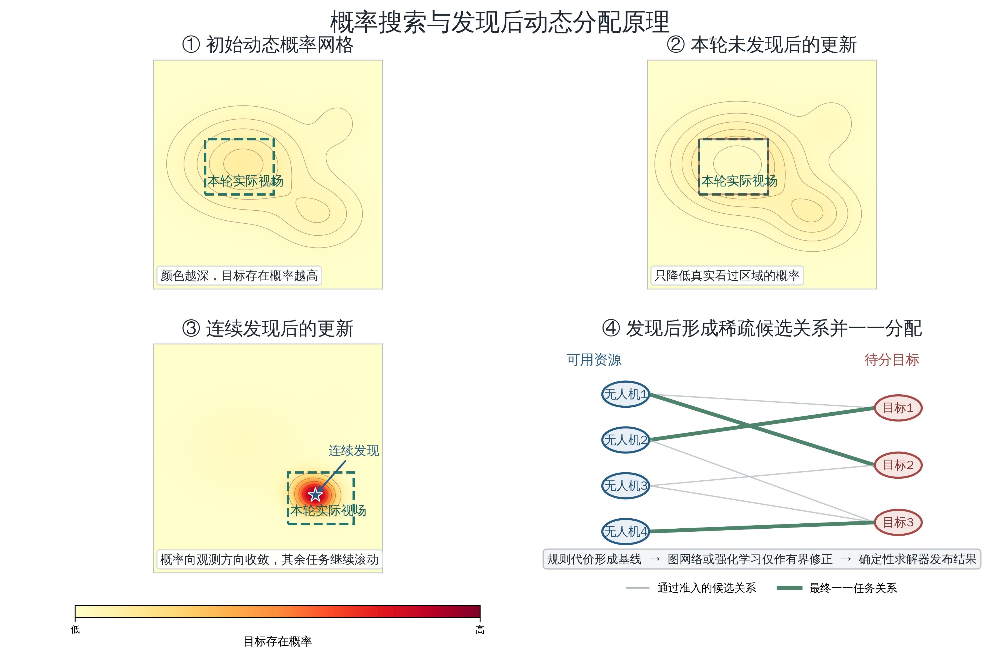 概率搜索与发现后动态分配原理
① 初始动态概率网格
本轮实际视场
颜色越深，目标存在概率越高
② 本轮未发现后的更新
本轮实际视场
只降低真实看过区域的概率
③ 连续发现后的更新
连续发现
本轮实际视场
概率向观测方向收敛，其余任务继续滚动
低
高
目标存在概率
④ 发现后形成稀疏候选关系并一一分配
可用资源
待分目标
无人机1
无人机2
无人机3
无人机4
目标1
目标2
目标3
规则代价形成基线 → 图网络或强化学习仅作有界修正 → 确定性求解器发布结果
通过准入的候选关系
最终一一任务关系